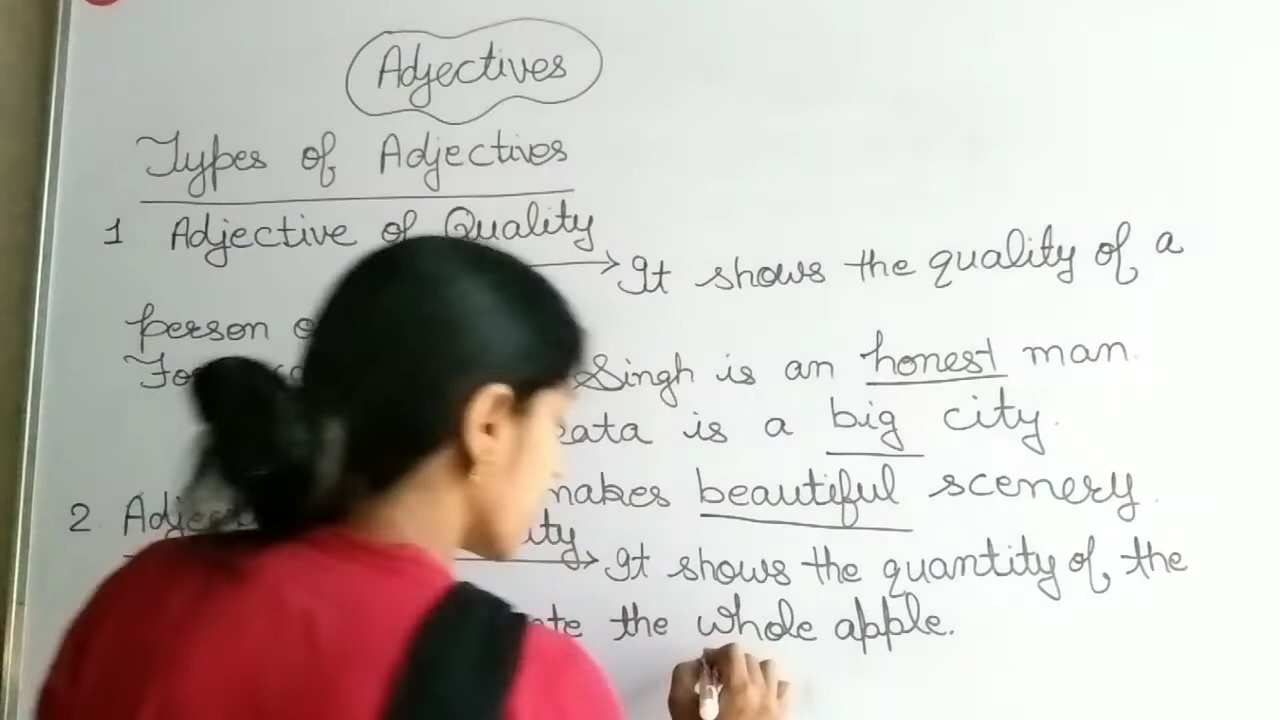 Adjectives
Types of Adjectives
1 Adjective of Quality
It shows the quality of a
person
Singh is an honest man.
is a big city.
makes beautiful scenery.
2.
It shows the quantity of the
the whole apple.